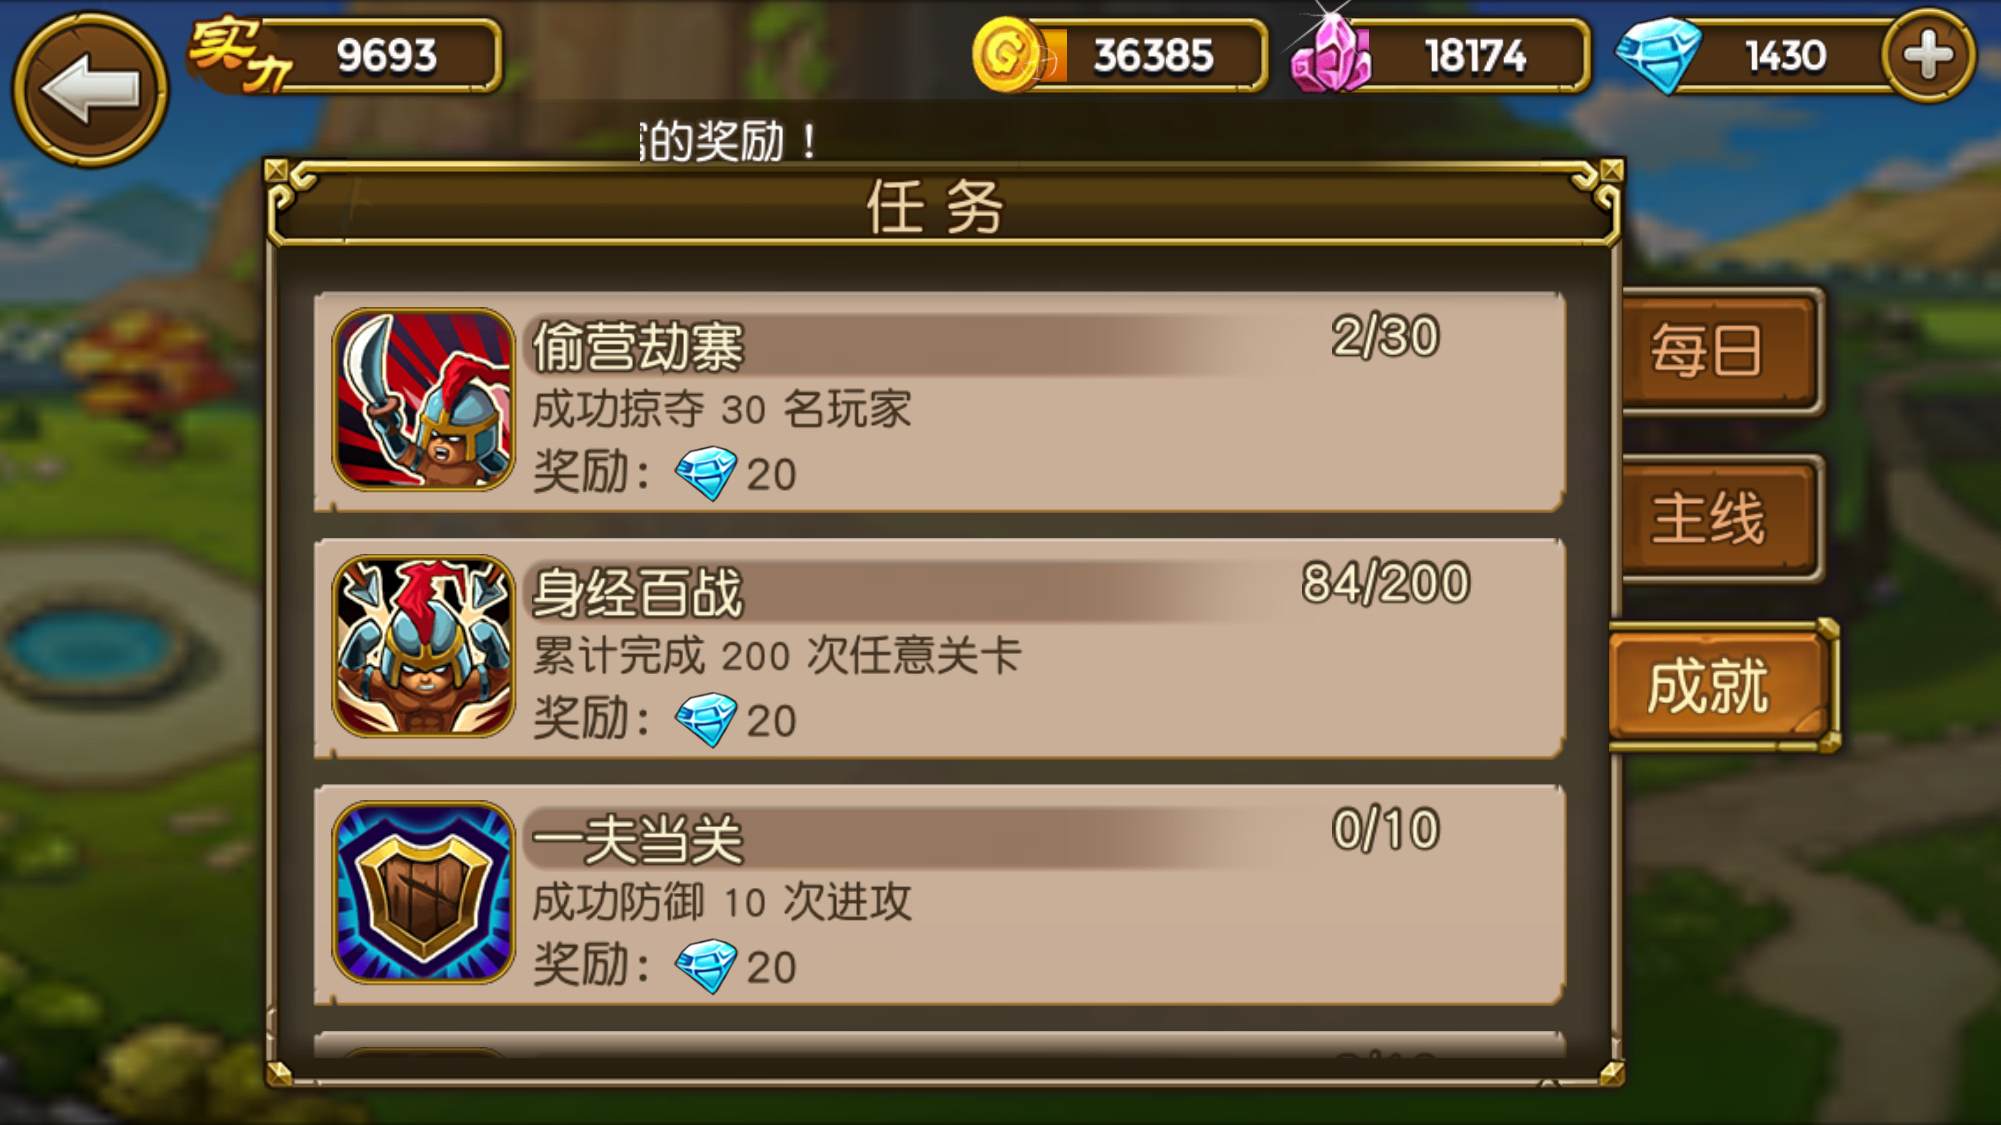 实力 9693 36385 18174 1430
的奖励！
任务
偷营劫寨 2/30
成功掠夺 30 名玩家
奖励： 20
身经百战 84/200
累计完成 200 次任意关卡
奖励： 20
一夫当关 0/10
成功防御 10 次进攻
奖励： 20
每日
主线
成就